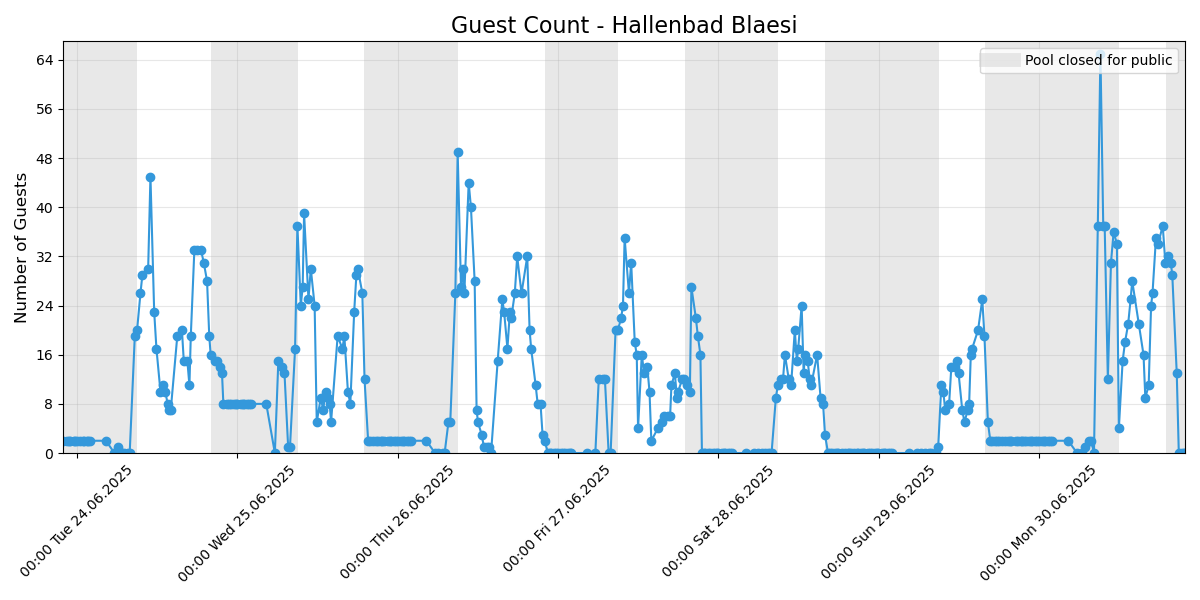 Guest Count - Hallenbad Blaesi
Pool closed for public
Number of Guests
64
56
48
40
32
24
16
8
0
00:00 Tue 24.06.2025
00:00 Wed 25.06.2025
00:00 Thu 26.06.2025
00:00 Fri 27.06.2025
00:00 Sat 28.06.2025
00:00 Sun 29.06.2025
00:00 Mon 30.06.2025